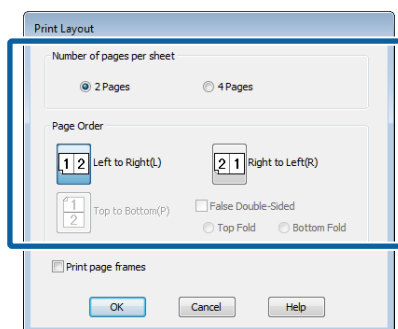 Print Layout
Number of pages per sheet
2 Pages 4 Pages
Page Order
1 2 Left to Right(L) 2 1 Right to Left(R)
1 2 Top to Bottom(P) False Double-Sided
Top Fold Bottom Fold
Print page frames
OK Cancel Help